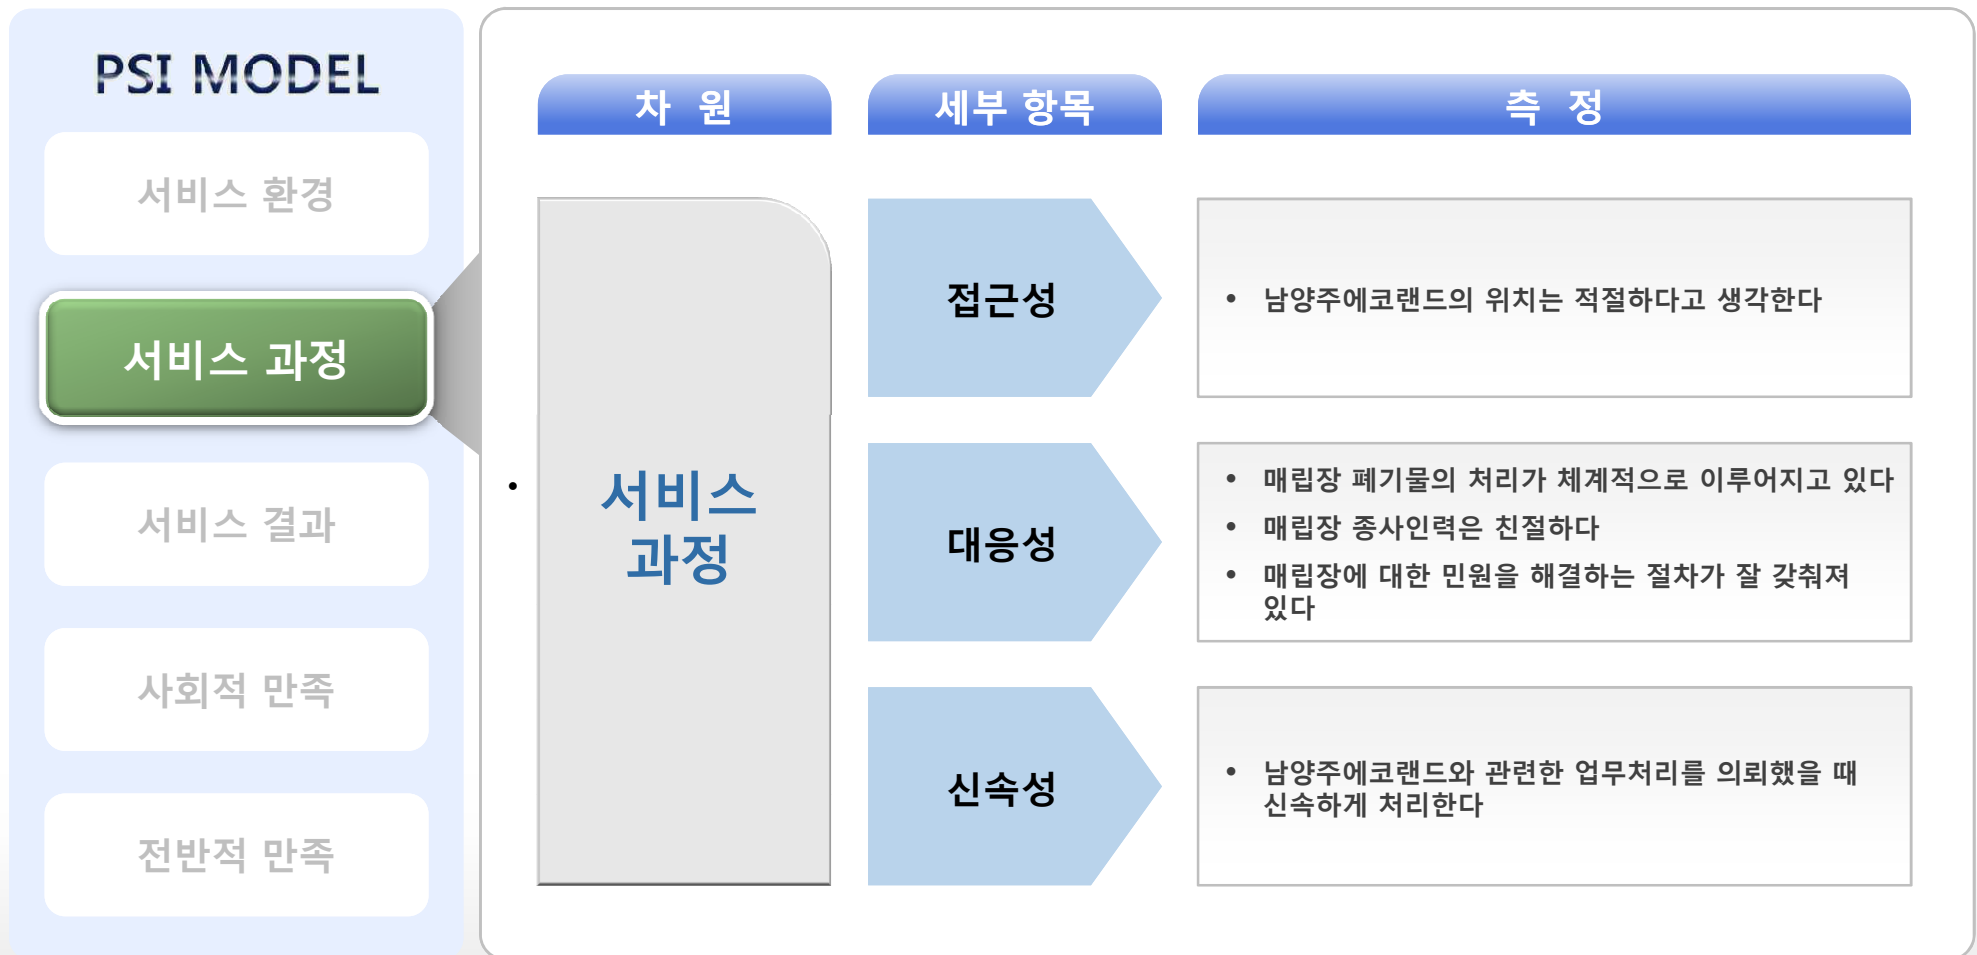 PSI MODEL
서비스 환경
서비스 과정
서비스 결과
사회적 만족
전반적 만족
차 원
세부 항목
측 정
•
서비스
과정
접근성
• 남양주에코랜드의 위치는 적절하다고 생각한다
대응성
• 매립장 폐기물의 처리가 체계적으로 이루어지고 있다
• 매립장 종사인력은 친절하다
• 매립장에 대한 민원을 해결하는 절차가 잘 갖춰져
있다
신속성
• 남양주에코랜드와 관련한 업무처리를 의뢰했을 때
신속하게 처리한다